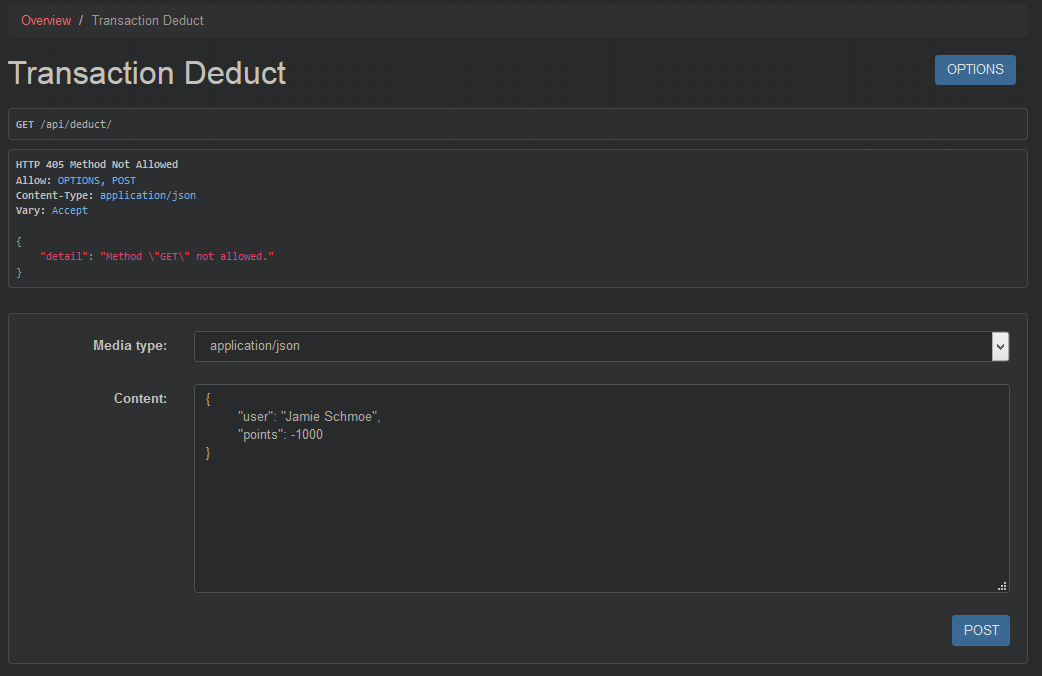 Overview / Transaction Deduct
Transaction Deduct
OPTIONS
GET /api/deduct/
HTTP 405 Method Not Allowed
Allow: OPTIONS, POST
Content-Type: application/json
Vary: Accept
{
    "detail": "Method \"GET\" not allowed."
}
Media type: application/json
Content:
{
        "user": "Jamie Schmoe",
        "points": -1000
}
POST